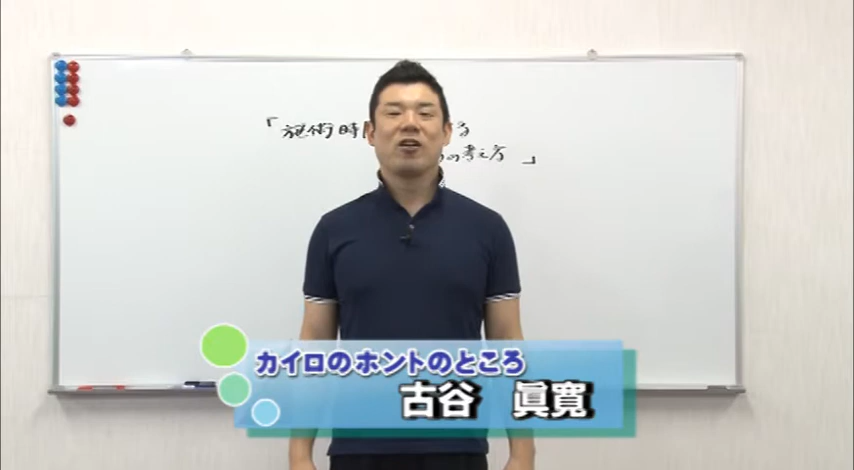 「施術時 る
の考え方 」
カイロのホントのところ
古谷 眞寛